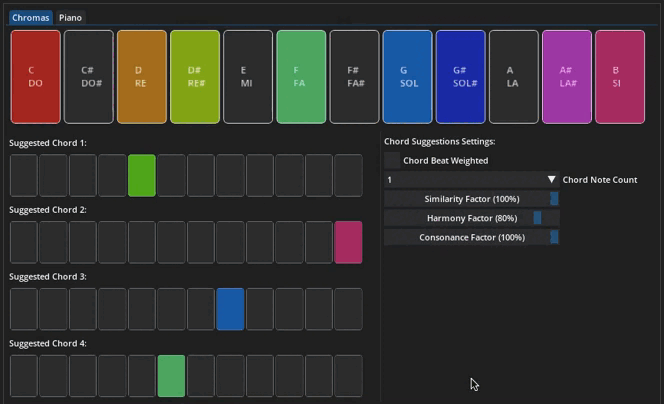 Chromas Piano
C C# D D# E F F# G G# A A# B
DO DO# RE RE# MI FA FA# SOL SOL# LA LA# SI
Suggested Chord 1:
Suggested Chord 2:
Suggested Chord 3:
Suggested Chord 4:
Chord Suggestions Settings:
Chord Beat Weighted
1 Chord Note Count
Similarity Factor (100%)
Harmony Factor (80%)
Consonance Factor (100%)